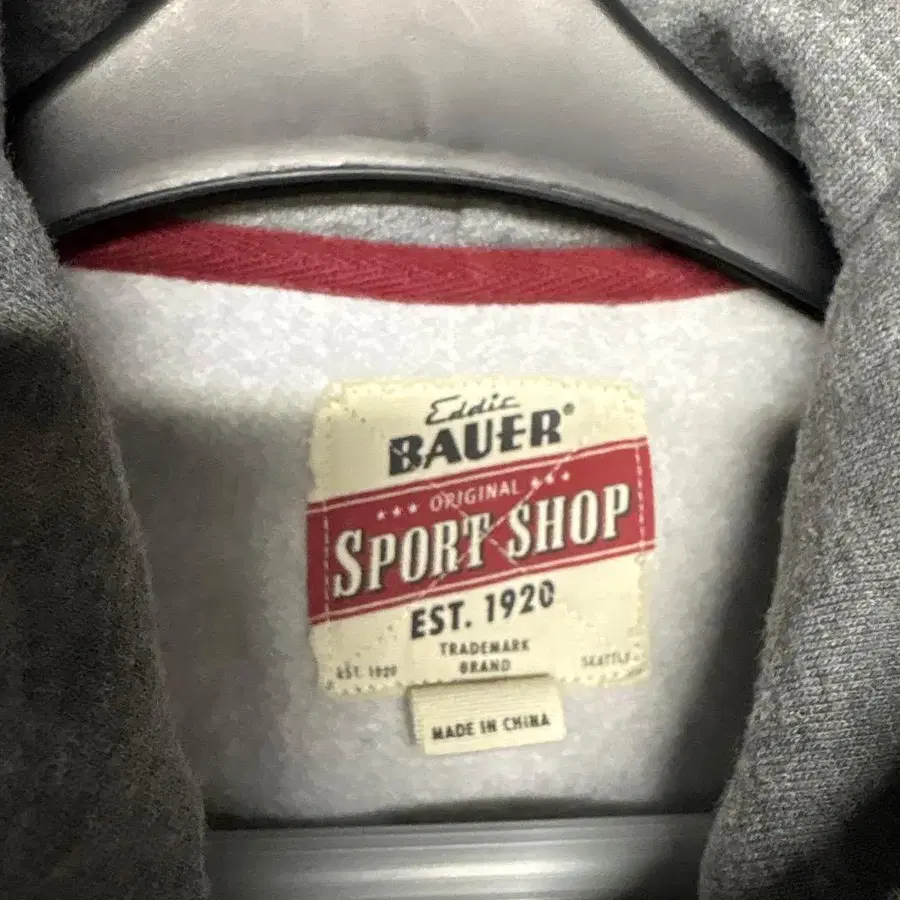 Eddie
BAUER®
★★★ ORIGINAL ★★★
SPORT SHOP
EST. 1920
TRADEMARK
BRAND
EST. 1920
SEATTLE
MADE IN CHINA